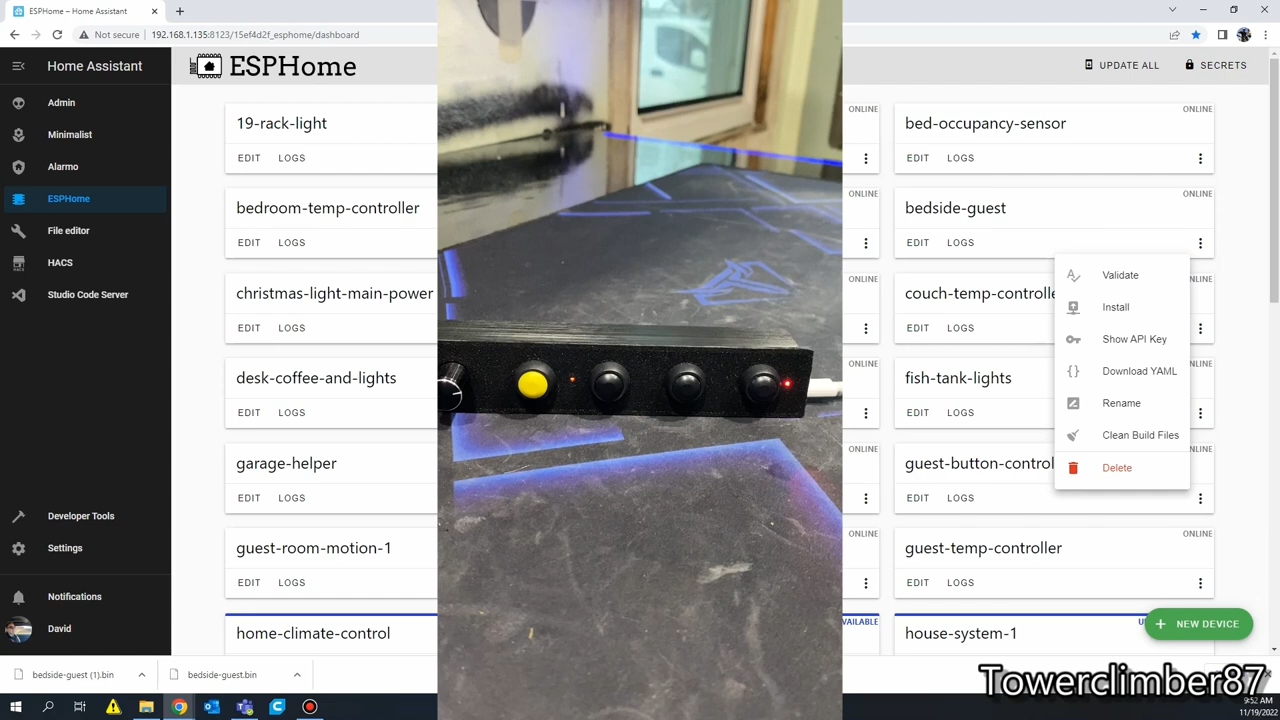 ESPHome – Home Assistant
Not secure 192.168.1.135:8123/15ef4d2f_esphome/dashboard
Home Assistant
ESPHome
UPDATE ALL
SECRETS
Admin
Minimalist
Alarmo
ESPHome
File editor
HACS
Studio Code Server
Developer Tools
Settings
Notifications
David
19-rack-light
EDIT LOGS
ONLINE
bed-occupancy-sensor
ONLINE
EDIT LOGS
bedroom-temp-controller
EDIT LOGS
ONLINE
bedside-guest
ONLINE
EDIT LOGS
christmas-light-main-power
EDIT LOGS
ONLINE
couch-temp-controlle
EDIT LOGS
desk-coffee-and-lights
EDIT LOGS
ONLINE
fish-tank-lights
EDIT LOGS
garage-helper
EDIT LOGS
ONLINE
guest-button-control
EDIT LOGS
guest-room-motion-1
EDIT LOGS
ONLINE
guest-temp-controller
ONLINE
EDIT LOGS
home-climate-control
VAILABLE
house-system-1
Validate
Install
Show API Key
Download YAML
Rename
Clean Build Files
Delete
NEW DEVICE
bedside-guest (1).bin
bedside-guest.bin
Towerclimber87
9:52 AM
11/19/2022